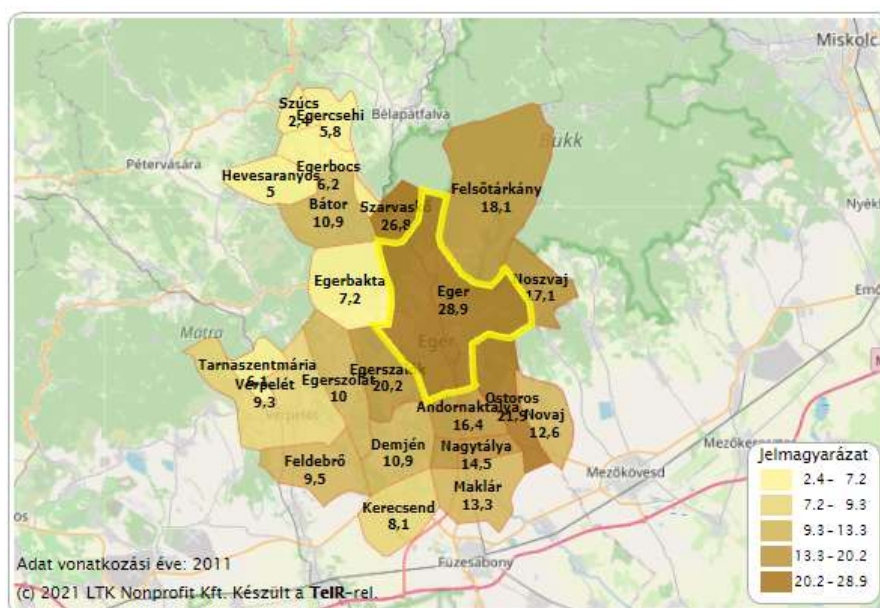 Miskolc
Bélapátfalva
Bükk
Pétervására
Szúcs
2,4
Egercsehi
5,8
Egerbocs
6,2
Hevesaranyos
5
Bátor
10,9
Szarvaskő
26,8
Felsőtárkány
18,1
Egerbakta
7,2
Eger
28,9
Noszvaj
17,1
Mátra
Eger
Tarnaszentmária
6,1
Verpelét
9,3
Verpelét
Egerszólát
10
Egerszalók
20,2
Andornaktálya
16,4
Ostoros
21,9
Novaj
12,6
Feldebrő
9,5
Demjén
10,9
Nagytálya
14,5
Maklár
13,3
Kerecsend
8,1
Mezőkövesd
Füzesabony
Jelmagyarázat
2.4 - 7.2
7.2 - 9.3
9.3 - 13.3
13.3 - 20.2
20.2 - 28.9
Adat vonatkozási éve: 2011
(c) 2021 LTK Nonprofit Kft. Készült a TeIR-rel.